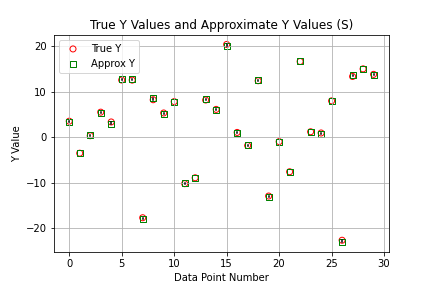 True Y Values and Approximate Y Values (S)
True Y
Approx Y
20
10
0
−10
−20
Y Value
0
5
10
15
20
25
30
Data Point Number